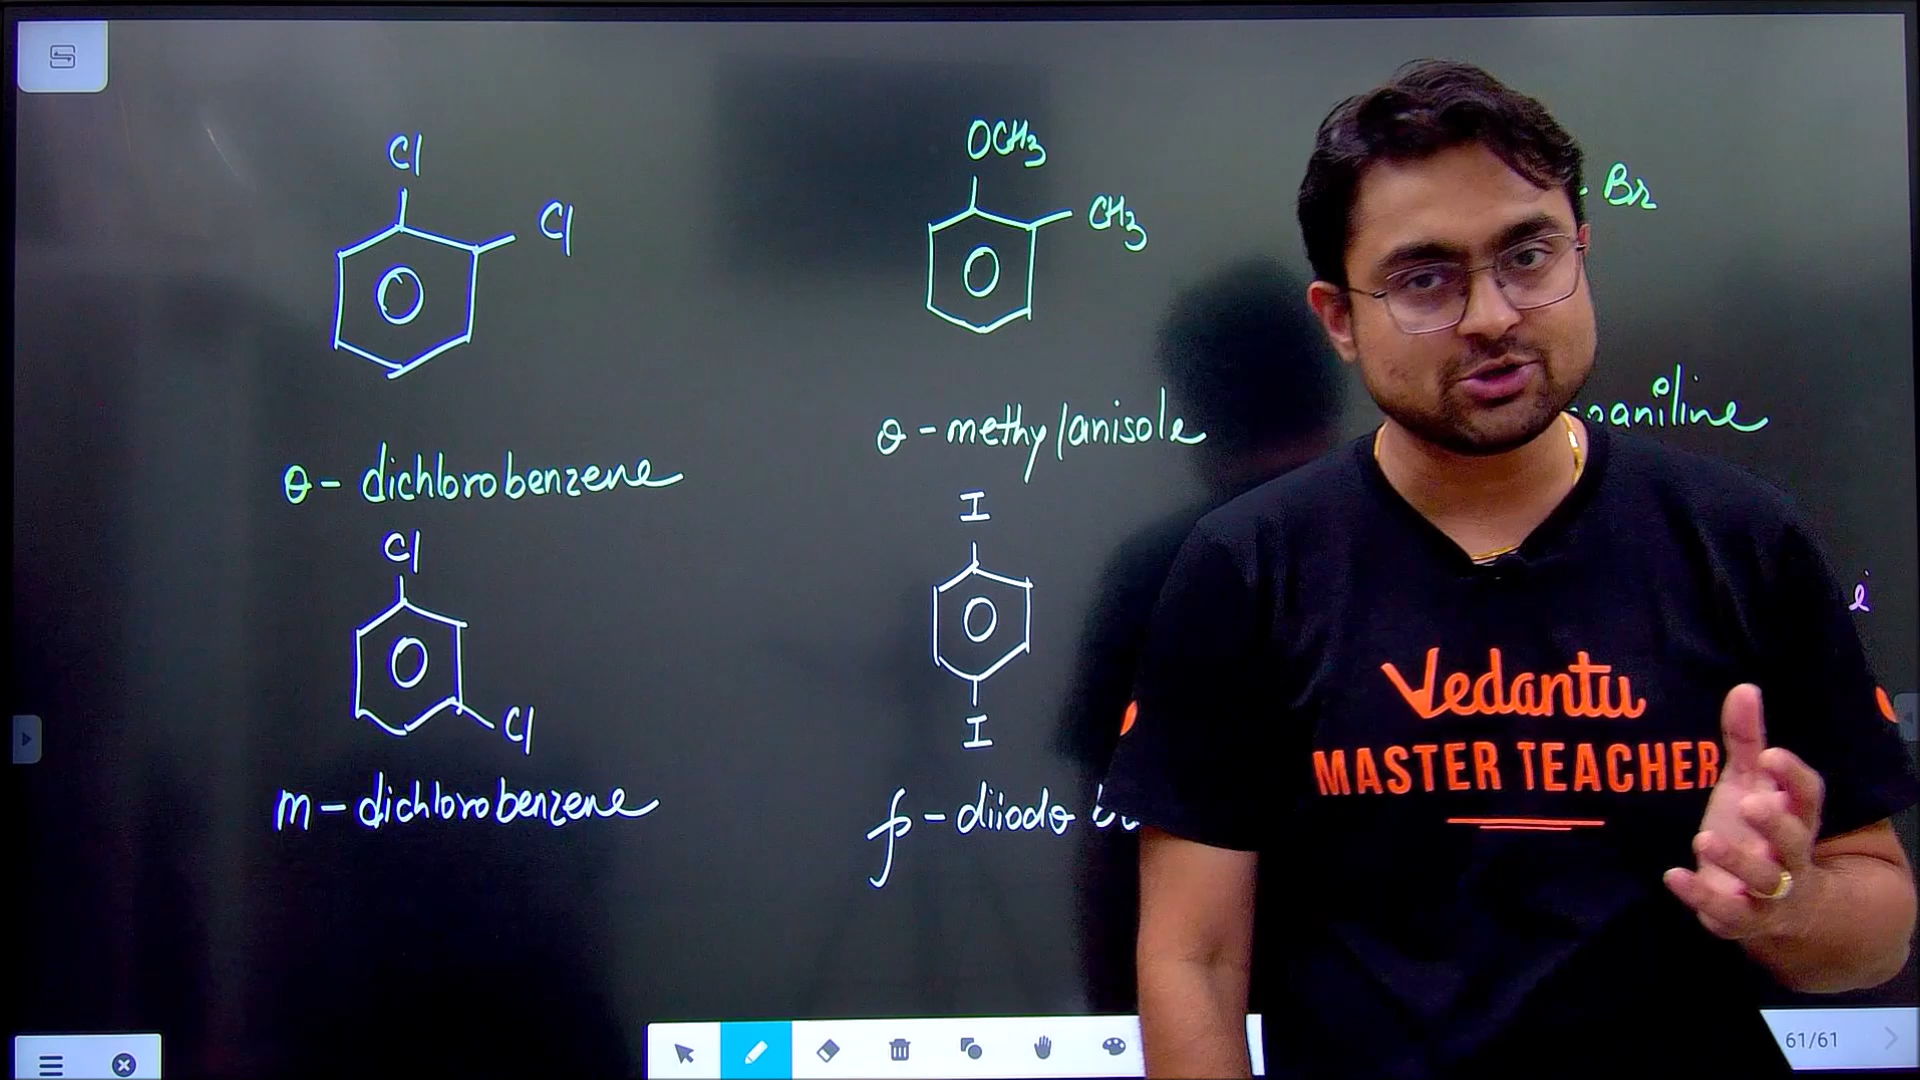 Cl
Cl
o- dichlorobenzene
Cl
Cl
m-dichlorobenzene
OCH3
CH3
o-methylanisole
I
I
p-diiodo
Br
aniline
Vedantu
MASTER TEACHER
61/61